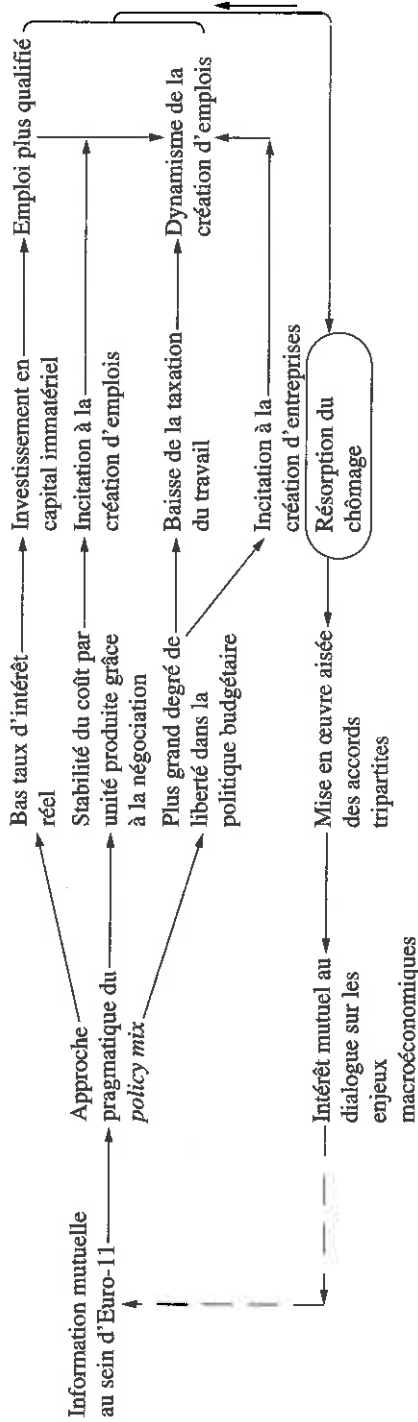 Information mutuelle
au sein d'Euro-11
Approche
pragmatique du
policy mix
Bas taux d'intérêt
réel
Investissement en
capital immatériel
Emploi plus qualifié
Stabilité du coût par
unité produite grâce
à la négociation
Incitation à la
création d'emplois
Plus grand degré de
liberté dans la
politique budgétaire
Baisse de la taxation
du travail
Dynamisme de la
création d'emplois
Incitation à la
création d'entreprises
Résorption du
chômage
Mise en œuvre aisée
des accords
tripartites
Intérêt mutuel au
dialogue sur les
enjeux
macroéconomiques